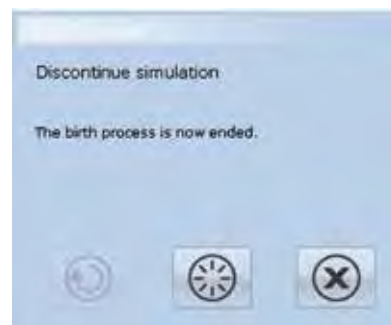 Discontinue simulation
The birth process is now ended.